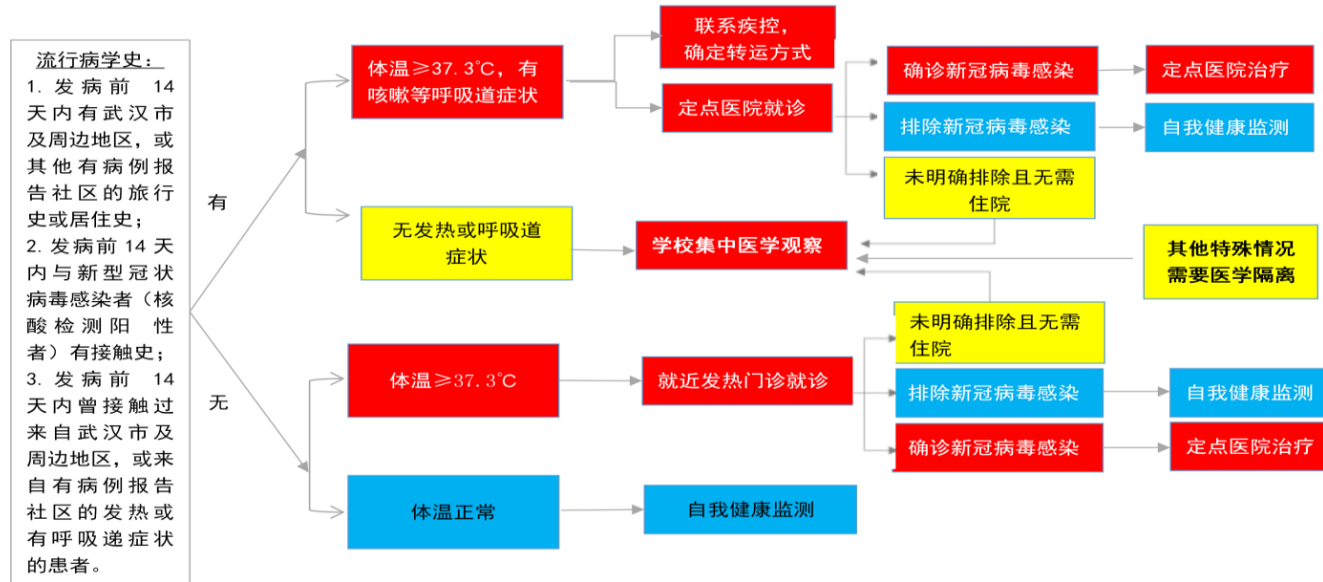 流行病学史：
1. 发病前 14
天内有武汉市
及周边地区，或
其他有病例报
告社区的旅行
史或居住史；
2. 发病前 14 天
内与新型冠状
病毒感染者（核
酸检测阳 性
者）有接触史；
3. 发病前 14
天内曾接触过
来自武汉市及
周边地区，或来
自有病例报告
社区的发热或
有呼吸递症状
的患者。
有
无
体温≥37.3℃，有
咳嗽等呼吸道症状
联系疾控，
确定转运方式
定点医院就诊
确诊新冠病毒感染
定点医院治疗
排除新冠病毒感染
自我健康监测
未明确排除且无需
住院
无发热或呼吸道
症状
学校集中医学观察
其他特殊情况
需要医学隔离
体温≥37.3℃
就近发热门诊就诊
未明确排除且无需
住院
排除新冠病毒感染
自我健康监测
确诊新冠病毒感染
定点医院治疗
体温正常
自我健康监测